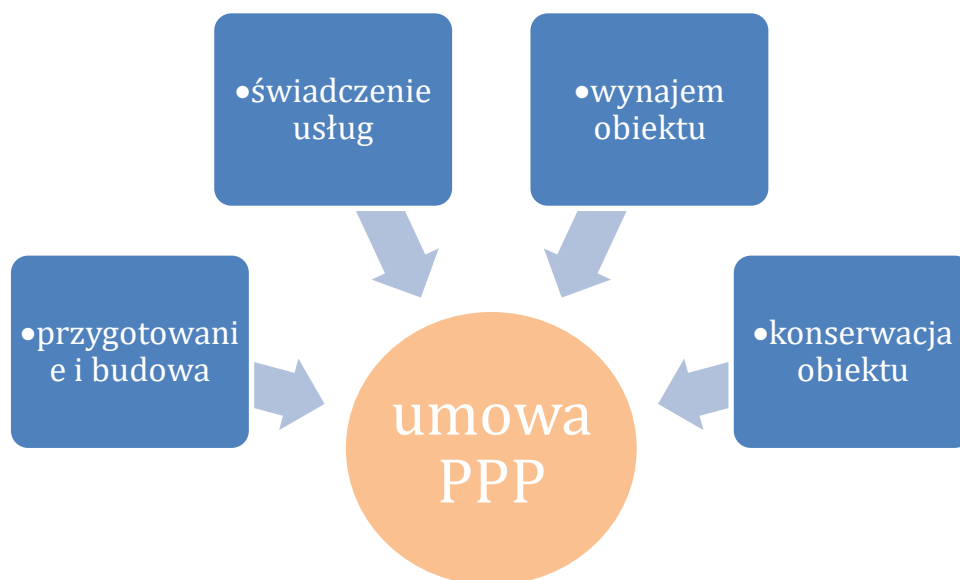 •świadczenie
usług
•wynajem
obiektu
•przygotowani
e i budowa
•konserwacja
obiektu
umowa
PPP